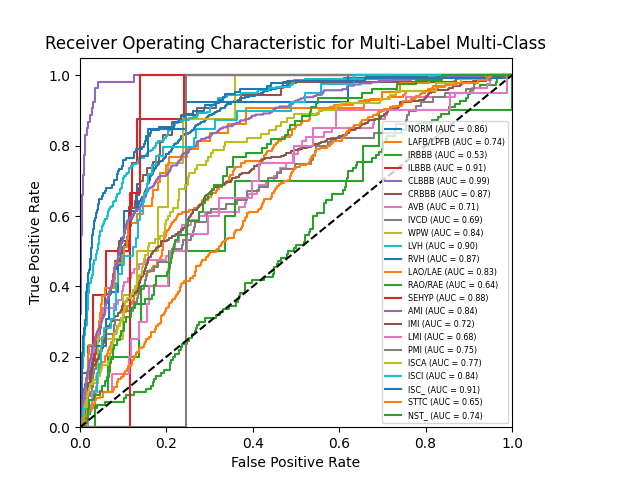 Receiver Operating Characteristic for Multi-Label Multi-Class
1.0
0.8
0.6
0.4
0.2
0.0
True Positive Rate
0.0 0.2 0.4 0.6 0.8 1.0
False Positive Rate
NORM (AUC = 0.86)
LAFB/LPFB (AUC = 0.74)
IRBBB (AUC = 0.53)
ILBBB (AUC = 0.91)
CLBBB (AUC = 0.99)
CRBBB (AUC = 0.87)
AVB (AUC = 0.71)
IVCD (AUC = 0.69)
WPW (AUC = 0.84)
LVH (AUC = 0.90)
RVH (AUC = 0.87)
LAO/LAE (AUC = 0.83)
RAO/RAE (AUC = 0.64)
SEHYP (AUC = 0.88)
AMI (AUC = 0.84)
IMI (AUC = 0.72)
LMI (AUC = 0.68)
PMI (AUC = 0.75)
ISCA (AUC = 0.77)
ISCI (AUC = 0.84)
ISC_ (AUC = 0.91)
STTC (AUC = 0.65)
NST_ (AUC = 0.74)